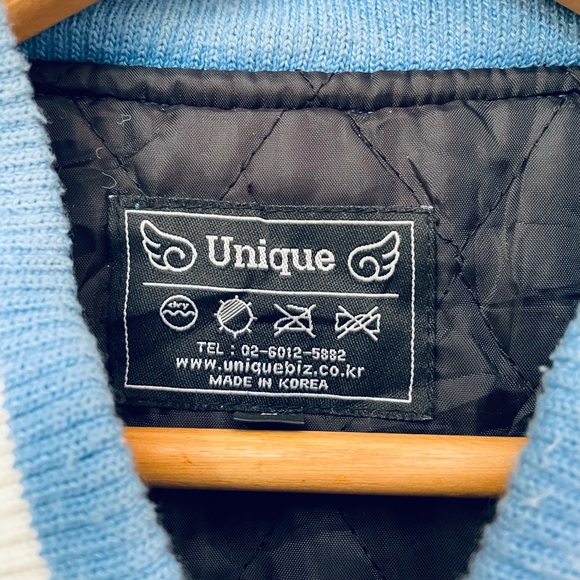 Unique
dry
TEL : 02-6012-5882
www.uniquebiz.co.kr
MADE IN KOREA